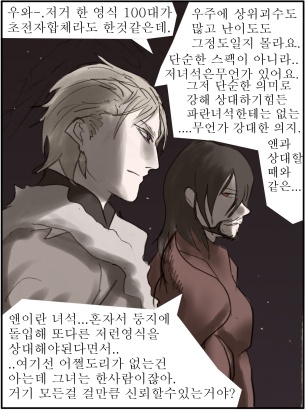 우와~.저거 한 영식 100대가
초전자합체라도 한것같은데.
우주에 상위괴수도
많고 난이도도
그정도일지 몰라요.
단순한 스펙이 아니라..
저녀석은무언가 있어요.
그저 단순한 의미로
강해 상대하기힘든
파란녀석한테는 없는
....무언가 강대한 의지.
앤과
상대할
때와
같은...
앤이란 녀석...혼자서 둥지에
돌입해 또다른 저런영식을
상대해야된다면서..
..여기선 어쩔도리가 없는건
아는데 그녀는 한사람이잖아.
거기 모든걸 걸만큼 신뢰할수있는거야?